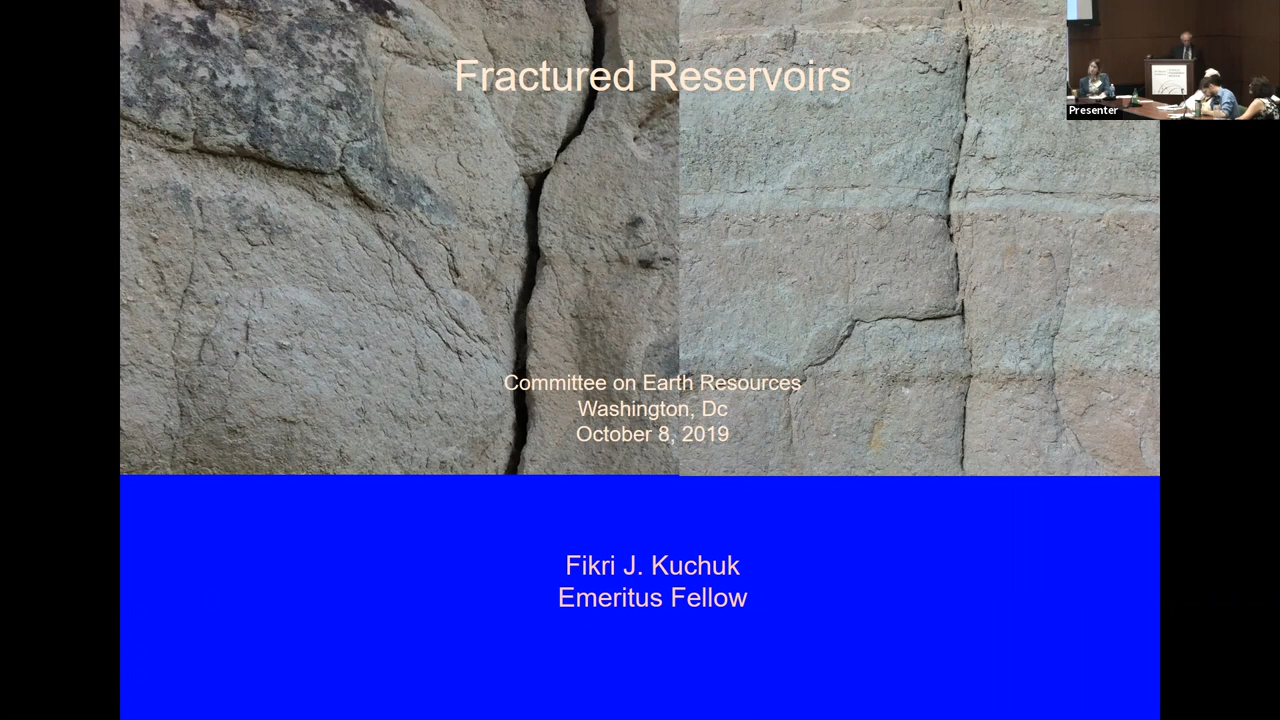 Fractured Reservoirs
Presenter
Committee on Earth Resources
Washington, Dc
October 8, 2019
Fikri J. Kuchuk
Emeritus Fellow